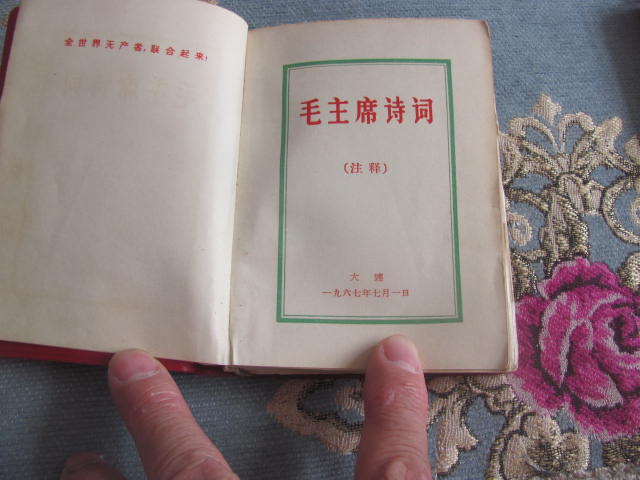 全世界无产者，联合起来！
毛主席诗词
（注释）
大连
一九六七年七月一日